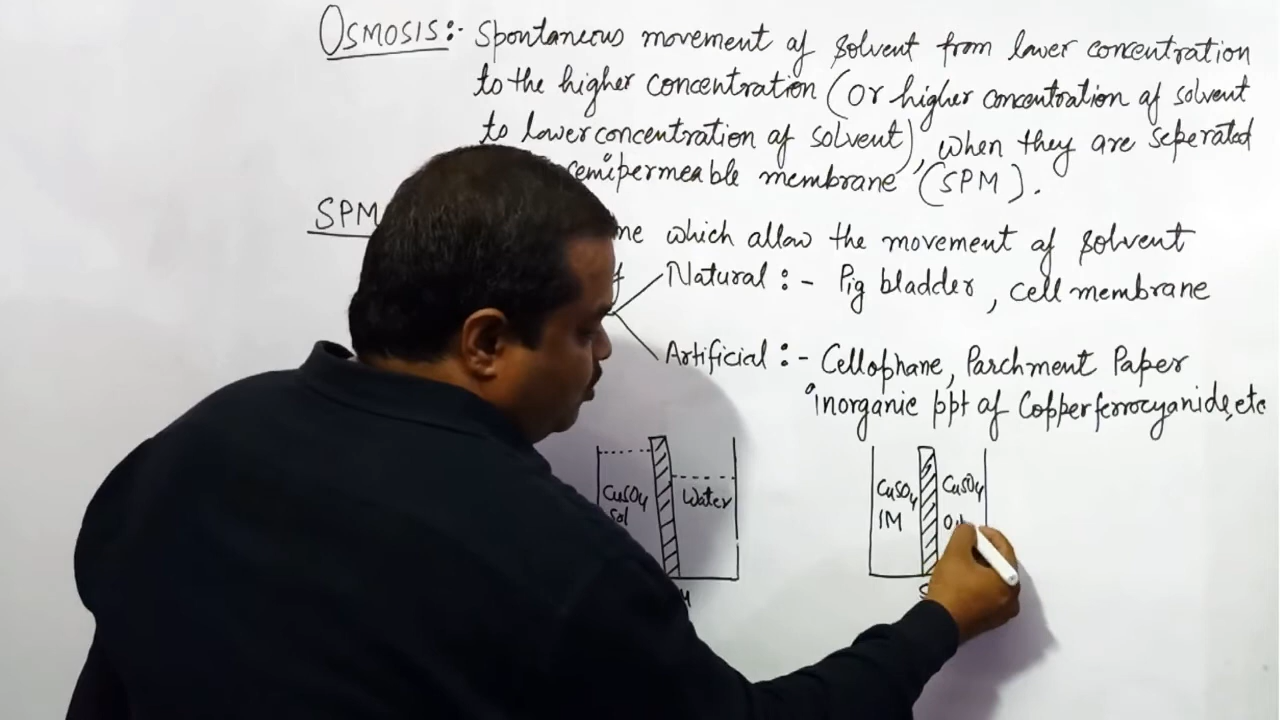 OSMOSIS:- Spontaneous movement of solvent from lower concentration
to the higher concentration (Or higher concentration of solvent
to lower concentration of solvent), when they are seperated
semipermeable membrane (SPM).
SPM which allow the movement of solvent
Natural :- Pig bladder, cell membrane
Artificial :- Cellophane, Parchment Paper
inorganic ppt of Copperferrocyanide, etc
CuSO4 Water
Sol
CuSO4 CuSO4
1M